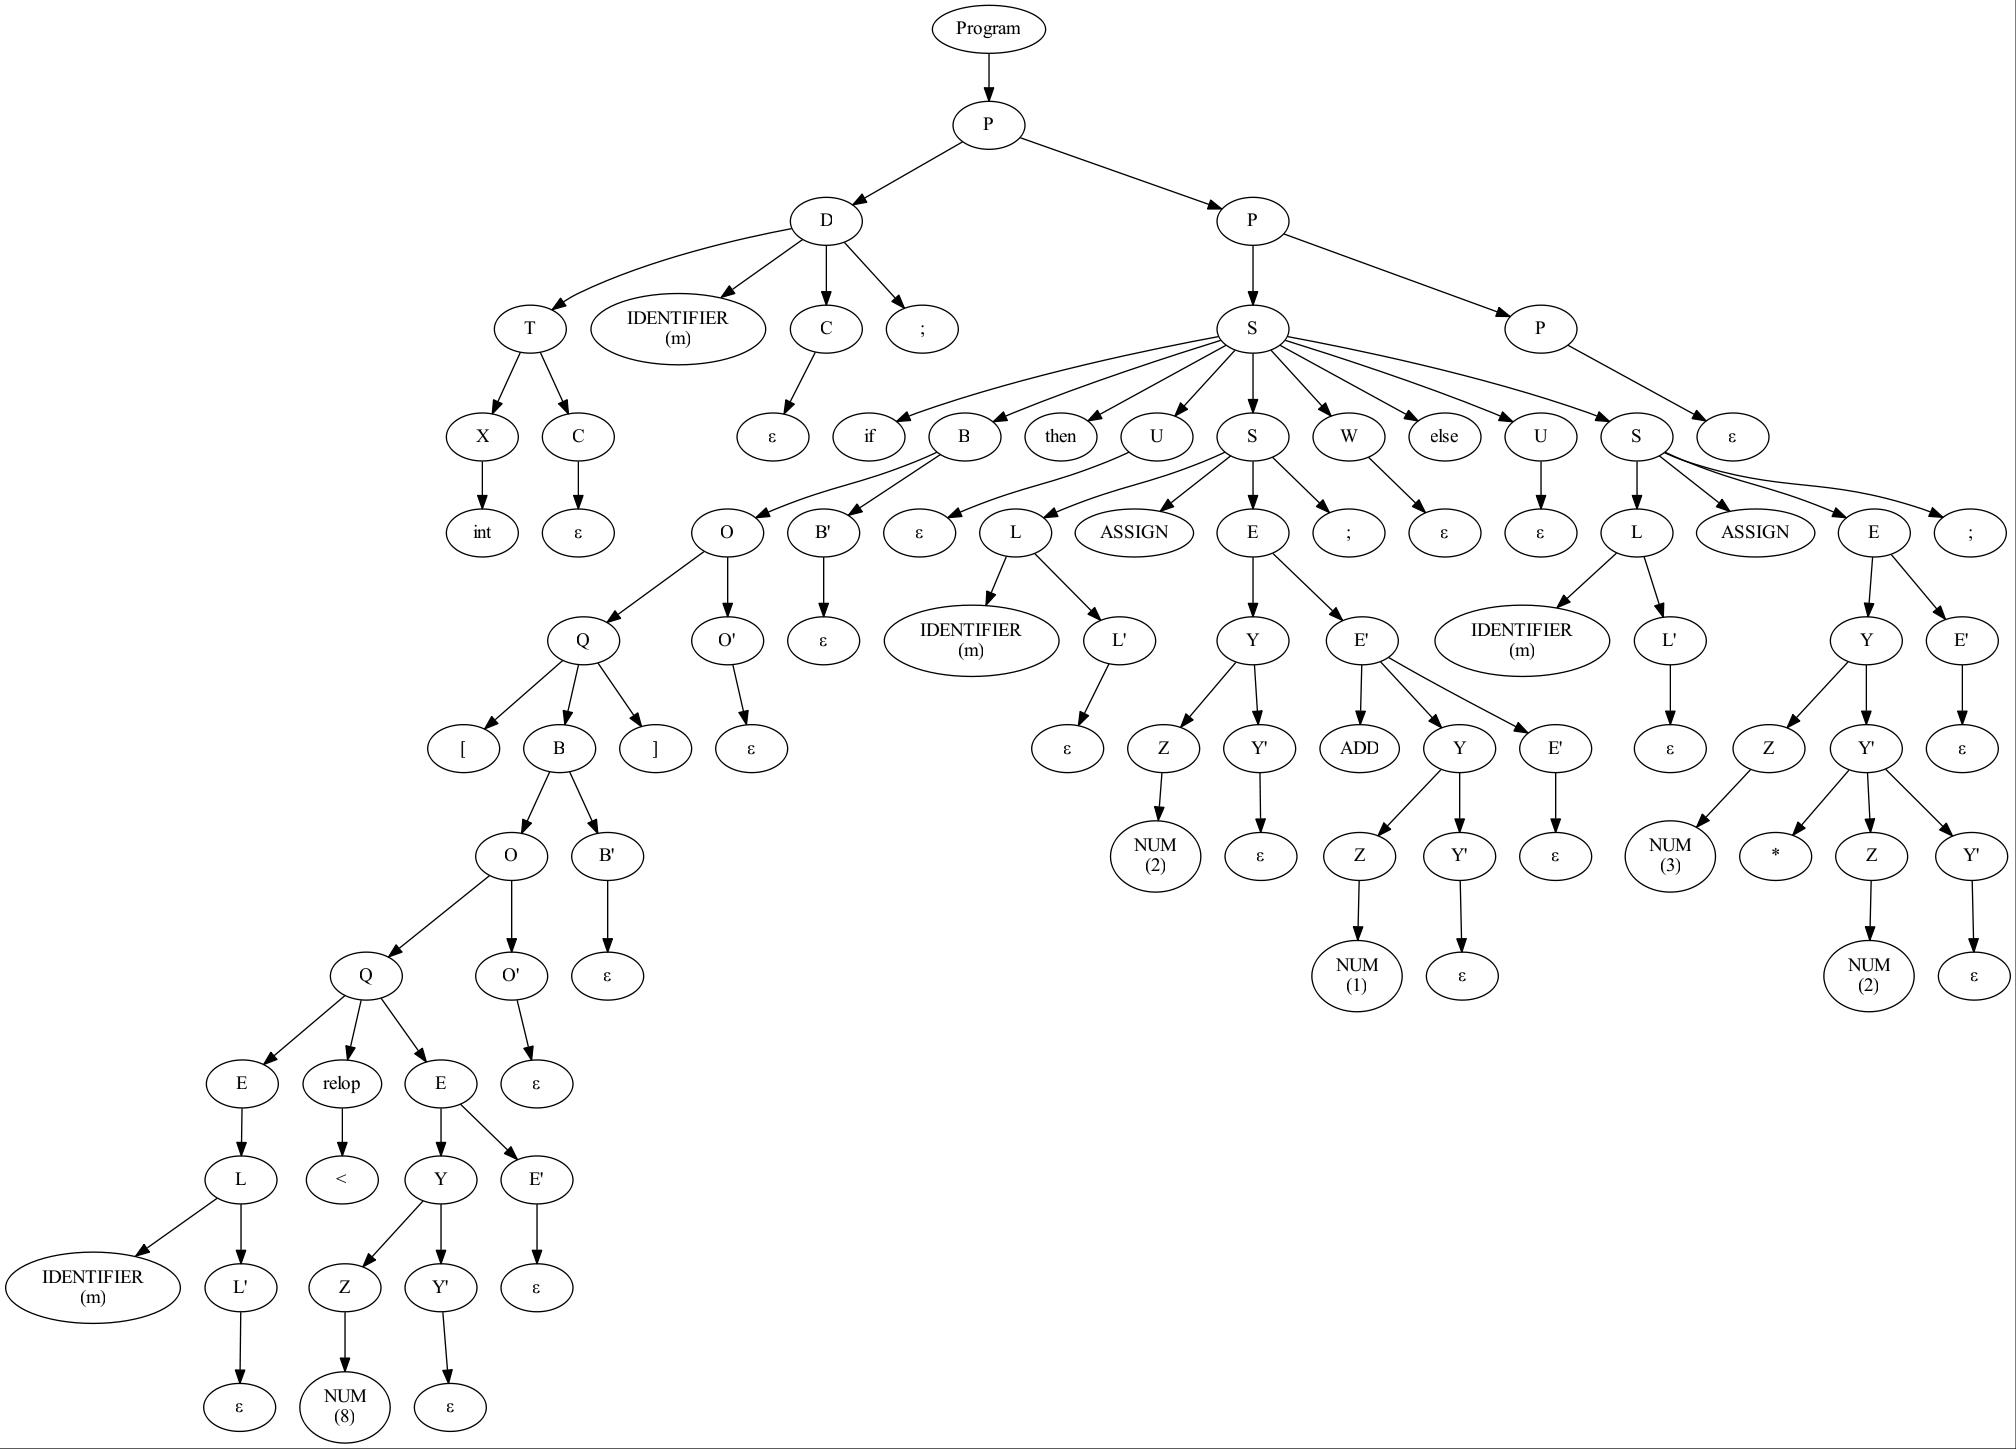 Program
P
D
P
T
IDENTIFIER
(m)
C
;
S
P
X
C
ε
if
B
then
U
S
W
else
U
S
ε
int
ε
O
B'
ε
L
ASSIGN
E
;
ε
ε
L
ASSIGN
E
;
Q
O'
ε
IDENTIFIER
(m)
L'
Y
E'
IDENTIFIER
(m)
L'
Y
E'
[
B
]
ε
ε
Z
Y'
ADD
Y
E'
ε
Z
Y'
ε
O
B'
NUM
(2)
ε
Z
Y'
ε
NUM
(3)
*
Z
Y'
Q
O'
ε
NUM
(1)
ε
NUM
(2)
ε
E
relop
E
ε
L
<
Y
E'
IDENTIFIER
(m)
L'
Z
Y'
ε
ε
NUM
(8)
ε